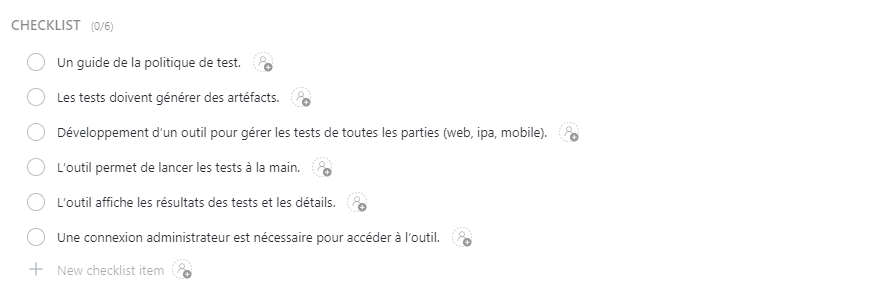 CHECKLIST (0/6)
Un guide de la politique de test.
Les tests doivent générer des artéfacts.
Développement d'un outil pour gérer les tests de toutes les parties (web, ipa, mobile).
L'outil permet de lancer les tests à la main.
L'outil affiche les résultats des tests et les détails.
Une connexion administrateur est nécessaire pour accéder à l'outil.
New checklist item